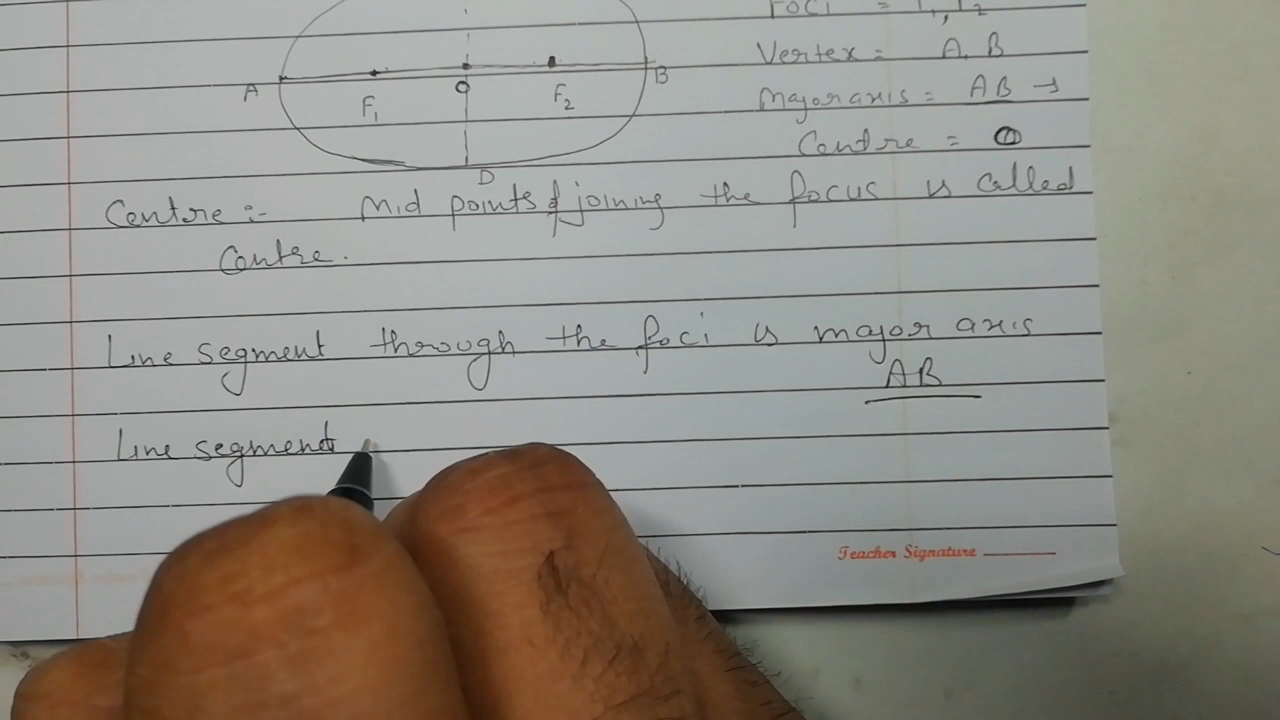 Foci = F1, F2
Vertex = A, B
A F1 O F2 B
Major axis = AB →
Centre = O
D
Centre :- Mid points of joining the focus is called
Centre.
Line segment through the foci is major axis
AB
Line segment
Teacher Signature